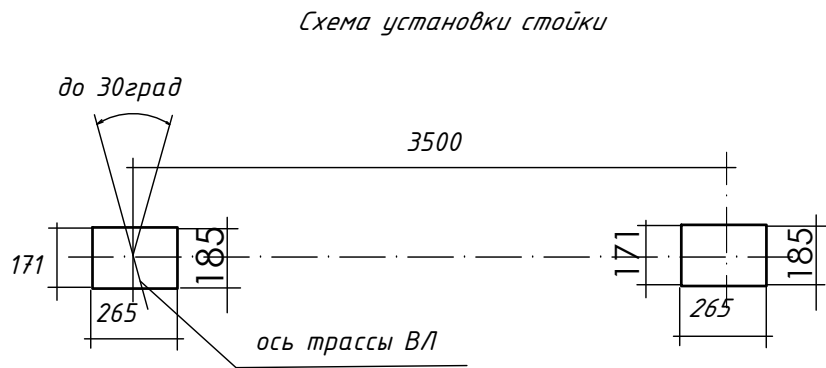 Схема установки стойки
до 30град
3500
171
185
171
185
265
265
ось трассы ВЛ